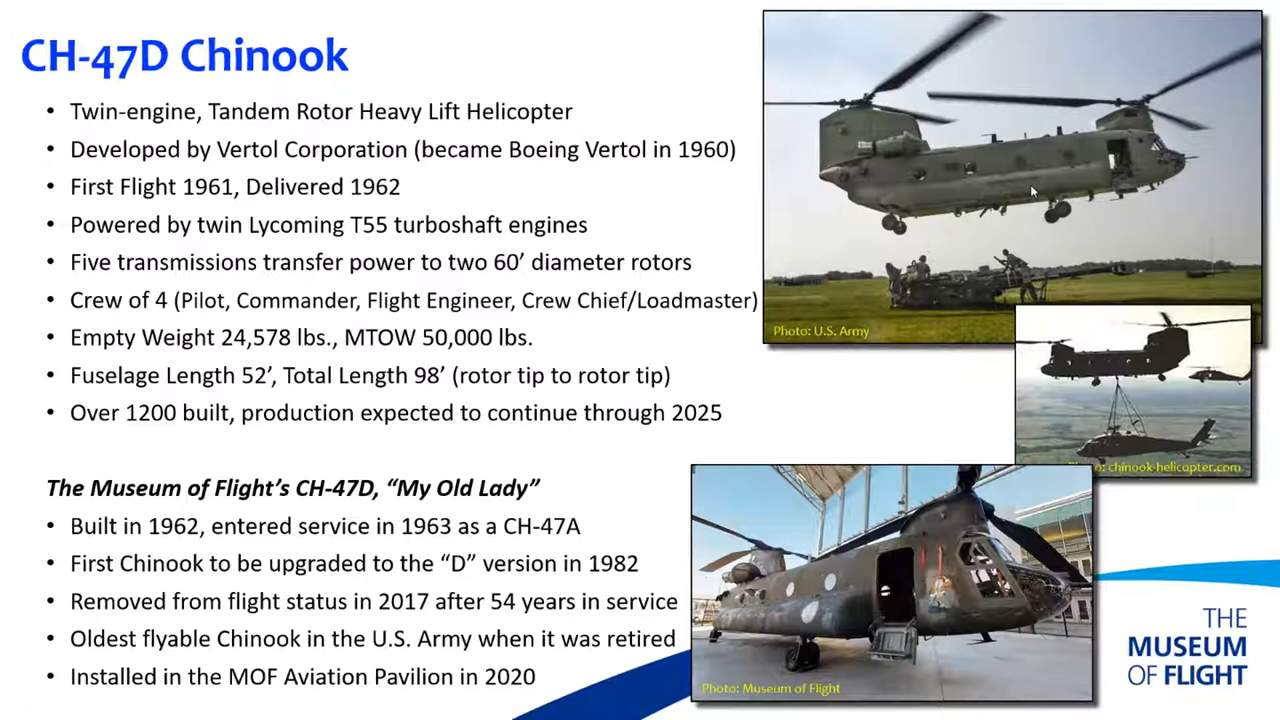 CH-47D Chinook
• Twin-engine, Tandem Rotor Heavy Lift Helicopter
• Developed by Vertol Corporation (became Boeing Vertol in 1960)
• First Flight 1961, Delivered 1962
• Powered by twin Lycoming T55 turboshaft engines
• Five transmissions transfer power to two 60’ diameter rotors
• Crew of 4 (Pilot, Commander, Flight Engineer, Crew Chief/Loadmaster)
• Empty Weight 24,578 lbs., MTOW 50,000 lbs.
• Fuselage Length 52’, Total Length 98’ (rotor tip to rotor tip)
• Over 1200 built, production expected to continue through 2025
The Museum of Flight’s CH-47D, “My Old Lady”
• Built in 1962, entered service in 1963 as a CH-47A
• First Chinook to be upgraded to the “D” version in 1982
• Removed from flight status in 2017 after 54 years in service
• Oldest flyable Chinook in the U.S. Army when it was retired
• Installed in the MOF Aviation Pavilion in 2020
Photo: U.S. Army
Photo: chinook-helicopter.com
Photo: Museum of Flight
THE
MUSEUM
OF FLIGHT